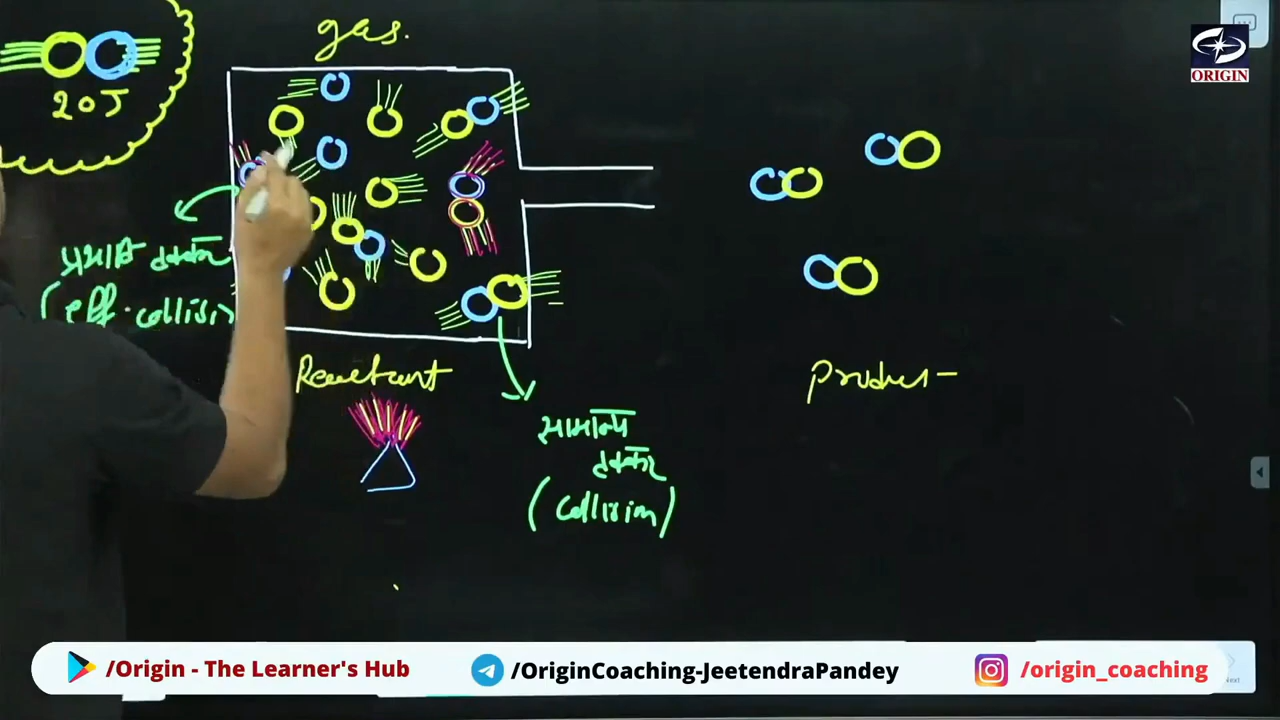 gas.
ORIGIN
20J
प्रभावी टक्कर
(eff. collisi
Reactant
Product
सामान्य
टक्कर
(collision)
/Origin - The Learner's Hub
/OriginCoaching-JeetendraPandey
/origin_coaching